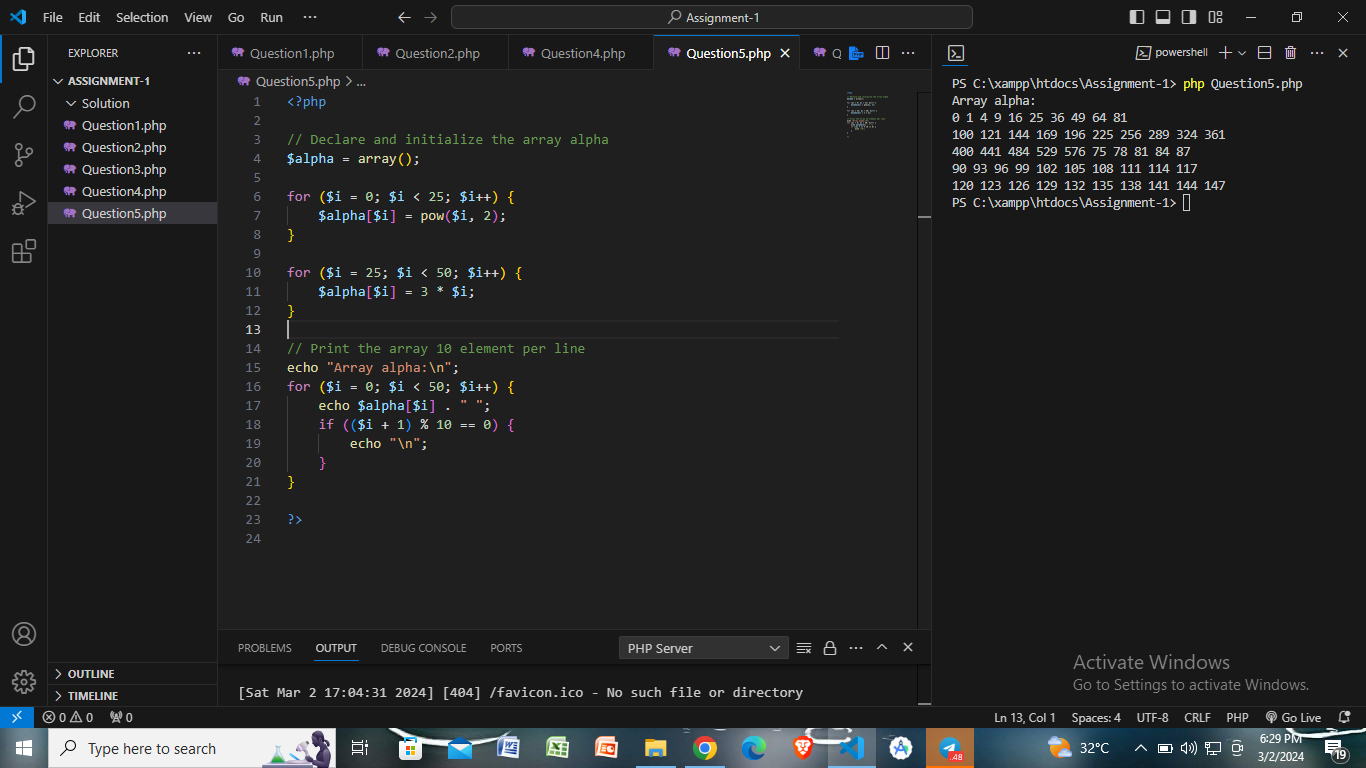 File Edit Selection View Go Run ··· Assignment-1
EXPLORER ···
ASSIGNMENT-1
Solution
Question1.php
Question2.php
Question3.php
Question4.php
Question5.php
OUTLINE
TIMELINE
Question1.php Question2.php Question4.php Question5.php Q ···
Question5.php > ...
1 <?php
2
3 // Declare and initialize the array alpha
4 $alpha = array();
5
6 for ($i = 0; $i < 25; $i++) {
7 $alpha[$i] = pow($i, 2);
8 }
9
10 for ($i = 25; $i < 50; $i++) {
11 $alpha[$i] = 3 * $i;
12 }
13
14 // Print the array 10 element per line
15 echo "Array alpha:\n";
16 for ($i = 0; $i < 50; $i++) {
17 echo $alpha[$i] . " ";
18 if (($i + 1) % 10 == 0) {
19 echo "\n";
20 }
21 }
22
23 ?>
24
PROBLEMS OUTPUT DEBUG CONSOLE PORTS PHP Server ···
[Sat Mar 2 17:04:31 2024] [404] /favicon.ico - No such file or directory
powershell ···
PS C:\xampp\htdocs\Assignment-1> php Question5.php
Array alpha:
0 1 4 9 16 25 36 49 64 81
100 121 144 169 196 225 256 289 324 361
400 441 484 529 576 75 78 81 84 87
90 93 96 99 102 105 108 111 114 117
120 123 126 129 132 135 138 141 144 147
PS C:\xampp\htdocs\Assignment-1>
Activate Windows
Go to Settings to activate Windows.
0 0 0 Ln 13, Col 1 Spaces: 4 UTF-8 CRLF PHP Go Live
Type here to search .48 32°C 6:29 PM
3/2/2024 19